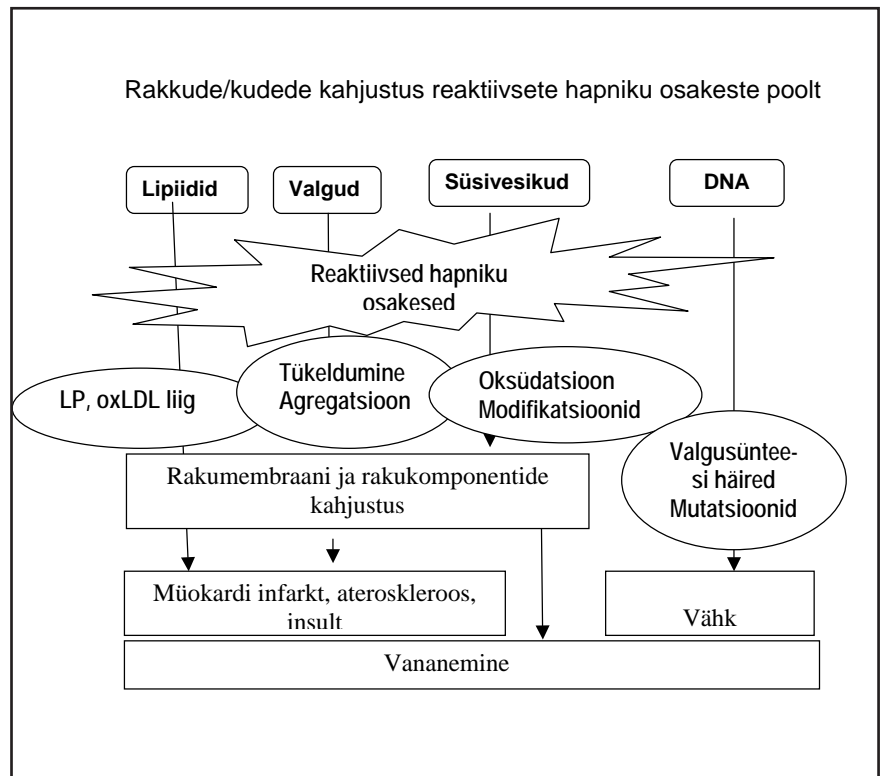 Rakkude/kudede kahjustus reaktiivsete hapniku osakeste poolt
Lipiidid
Valgud
Süsivesikud
DNA
Reaktiivsed hapniku
osakesed
LP, oxLDL liig
Tükeldumine
Agregatsioon
Oksüdatsioon
Modifikatsioonid
Valgusüntee-
si häired
Mutatsioonid
Rakumembraani ja rakukomponentide
kahjustus
Müokardi infarkt, ateroskleroos,
insult
Vähk
Vananemine